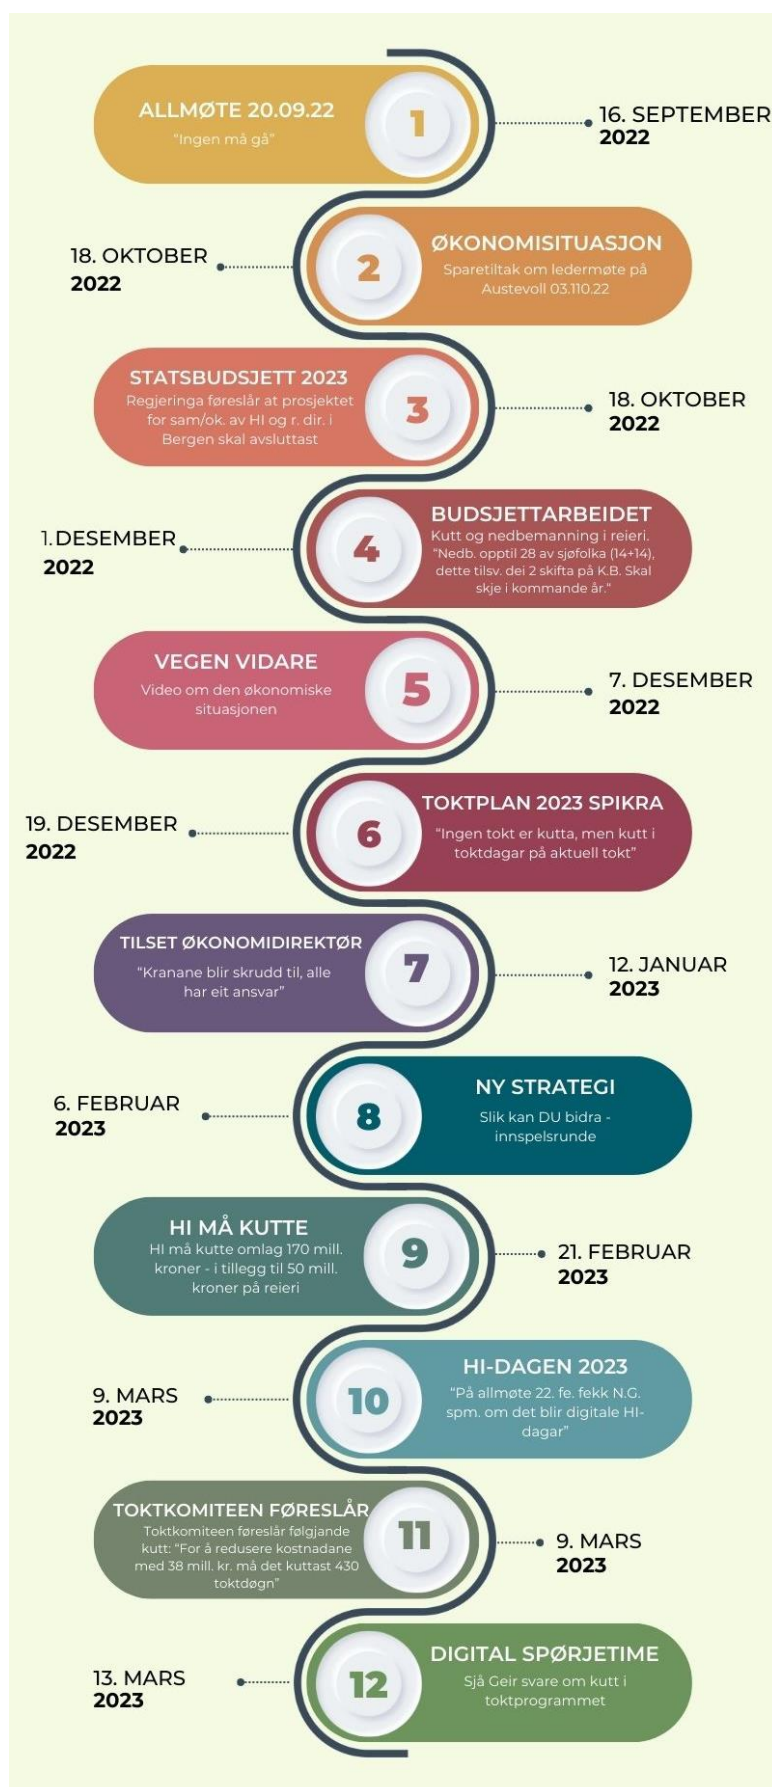 ALLMØTE 20.09.22
“Ingen må gå”
1
16. SEPTEMBER
2022
18. OKTOBER
2022
2
ØKONOMISITUASJON
Sparetiltak om ledermøte på
Austevoll 03.110.22
STATSBUDSJETT 2023
Regjeringa føreslår at prosjektet
for sam/ok. av HI og r. dir. i
Bergen skal avsluttast
3
18. OKTOBER
2022
1.DESEMBER
2022
4
BUDSJETTARBEIDET
Kutt og nedbemanning i reieri.
“Nedb. opptil 28 av sjøfolka (14+14),
dette tilsv. dei 2 skifta på K.B. Skal
skje i kommande år.”
VEGEN VIDARE
Video om den økonomiske
situasjonen
5
7. DESEMBER
2022
19. DESEMBER
2022
6
TOKTPLAN 2023 SPIKRA
“Ingen tokt er kutta, men kutt i
toktdagar på aktuell tokt”
TILSET ØKONOMIDIREKTØR
“Kranane blir skrudd til, alle
har eit ansvar”
7
12. JANUAR
2023
6. FEBRUAR
2023
8
NY STRATEGI
Slik kan DU bidra -
innspelsrunde
HI MÅ KUTTE
HI må kutte omlag 170 mill.
kroner - i tillegg til 50 mill.
kroner på reieri
9
21. FEBRUAR
2023
9. MARS
2023
10
HI-DAGEN 2023
“På allmøte 22. fe. fekk N.G.
spm. om det blir digitale HI-
dagar”
TOKTKOMITEEN FØRESLÅR
Toktkomiteen føreslår følgjande
kutt: “For å redusere kostnadane
med 38 mill. kr. må det kuttast 430
toktdøgn”
11
9. MARS
2023
13. MARS
2023
12
DIGITAL SPØRJETIME
Sjå Geir svare om kutt i
toktprogrammet